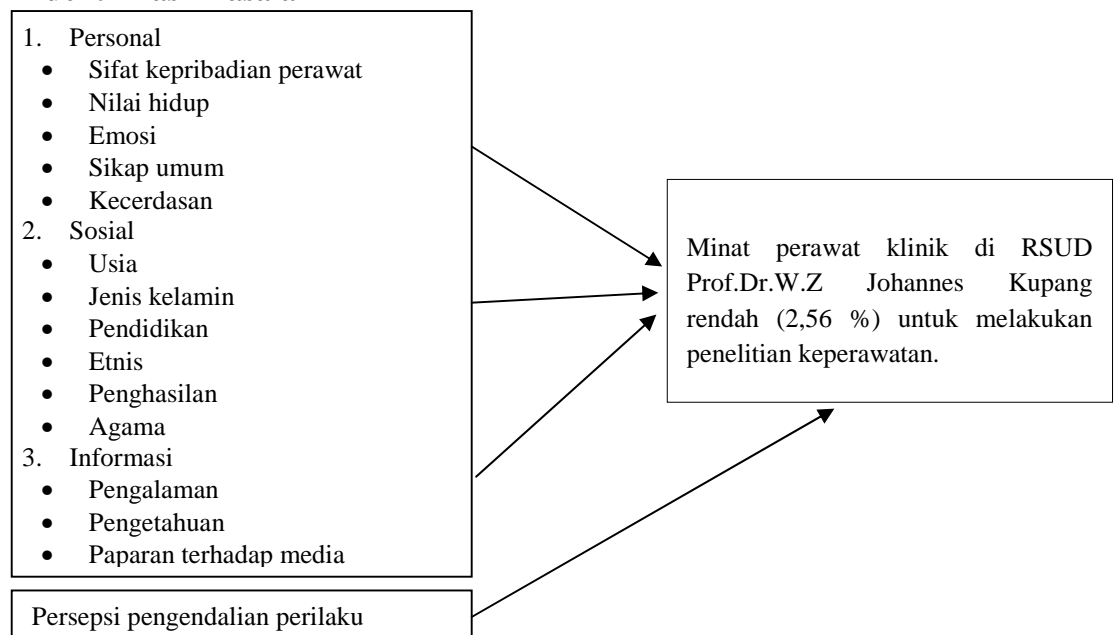 1. Personal
• Sifat kepribadian perawat
• Nilai hidup
• Emosi
• Sikap umum
• Kecerdasan
2. Sosial
• Usia
• Jenis kelamin
• Pendidikan
• Etnis
• Penghasilan
• Agama
3. Informasi
• Pengalaman
• Pengetahuan
• Paparan terhadap media
Persepsi pengendalian perilaku
Minat perawat klinik di RSUD
Prof.Dr.W.Z Johannes Kupang
rendah (2,56 %) untuk melakukan
penelitian keperawatan.